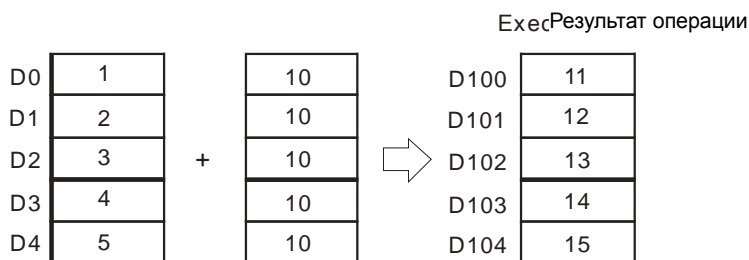 ExecРезультат операции
D0 1 10 D100 11
D1 2 10 D101 12
D2 3 + 10 D102 13
D3 4 10 D103 14
D4 5 10 D104 15